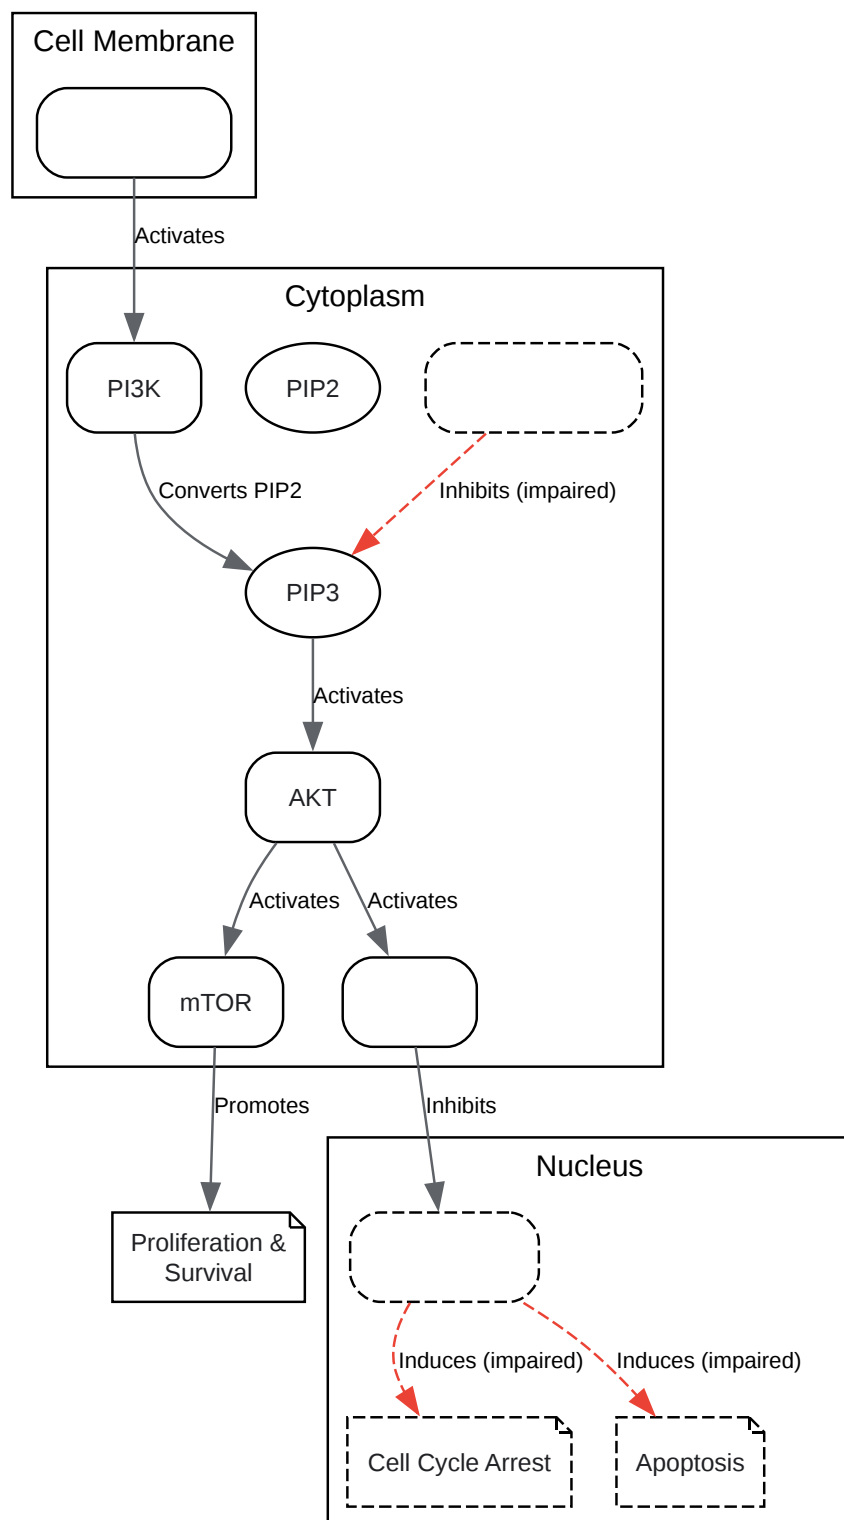 Cell Membrane
Activates
Cytoplasm
PI3K
PIP2
Converts PIP2
Inhibits (impaired)
PIP3
Activates
AKT
Activates
Activates
mTOR
Promotes
Inhibits
Nucleus
Proliferation &
Survival
Induces (impaired)
Induces (impaired)
Cell Cycle Arrest
Apoptosis